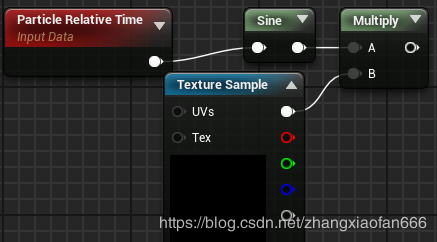 Particle Relative Time
Input Data
Sine
Multiply
A
B
Texture Sample
UVs
Tex
https://blog.csdn.net/zhangxiaofan666